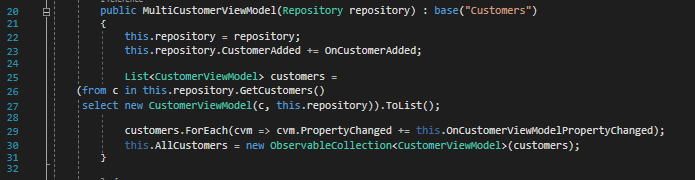 20 public MultiCustomerViewModel(Repository repository) : base("Customers")
21 {
22 this.repository = repository;
23 this.repository.CustomerAdded += OnCustomerAdded;
24
25 List<CustomerViewModel> customers =
26 (from c in this.repository.GetCustomers()
27 select new CustomerViewModel(c, this.repository)).ToList();
28
29 customers.ForEach(cvm => cvm.PropertyChanged += this.OnCustomerViewModelPropertyChanged);
30 this.AllCustomers = new ObservableCollection<CustomerViewModel>(customers);
31 }
32